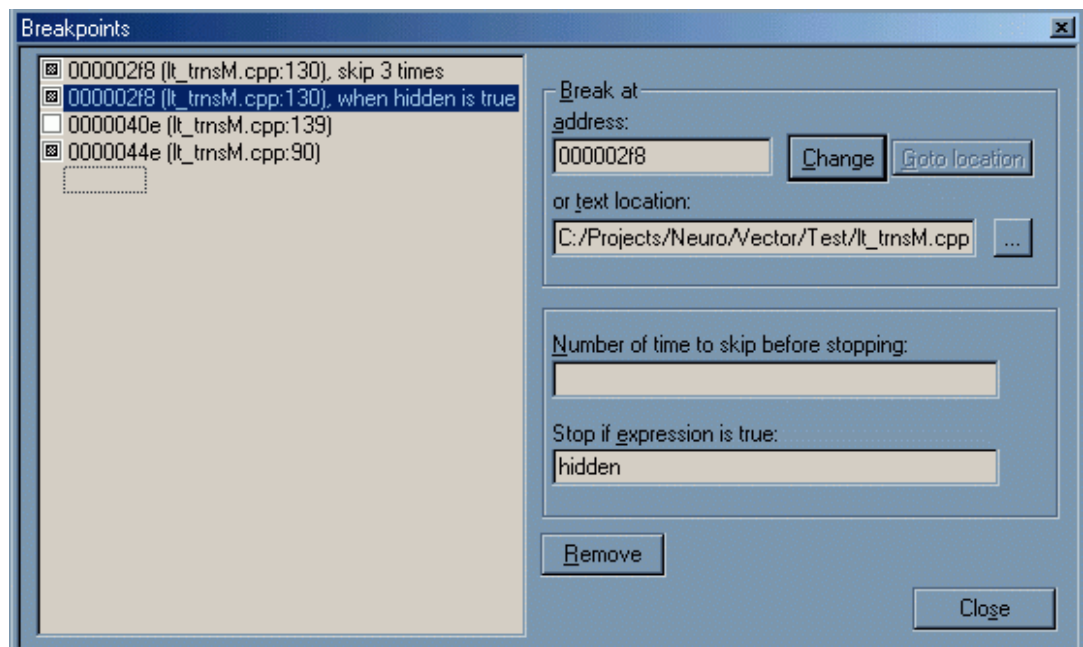 Breakpoints
000002f8 (lt_trnsM.cpp:130), skip 3 times
000002f8 (lt_trnsM.cpp:130), when hidden is true
0000040e (lt_trnsM.cpp:139)
0000044e (lt_trnsM.cpp:90)
Break at
address:
000002f8
Change
Goto location
or text location:
C:/Projects/Neuro/Vector/Test/lt_trnsM.cpp
...
Number of time to skip before stopping:
Stop if expression is true:
hidden
Remove
Close